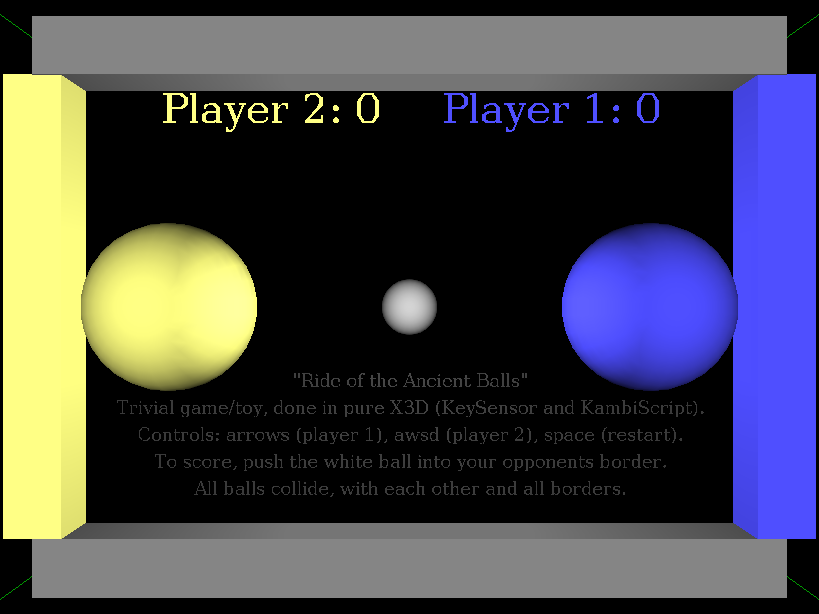 Player 2: 0 Player 1: 0
"Ride of the Ancient Balls"
Trivial game/toy, done in pure X3D (KeySensor and KambiScript).
Controls: arrows (player 1), awsd (player 2), space (restart).
To score, push the white ball into your opponents border.
All balls collide, with each other and all borders.